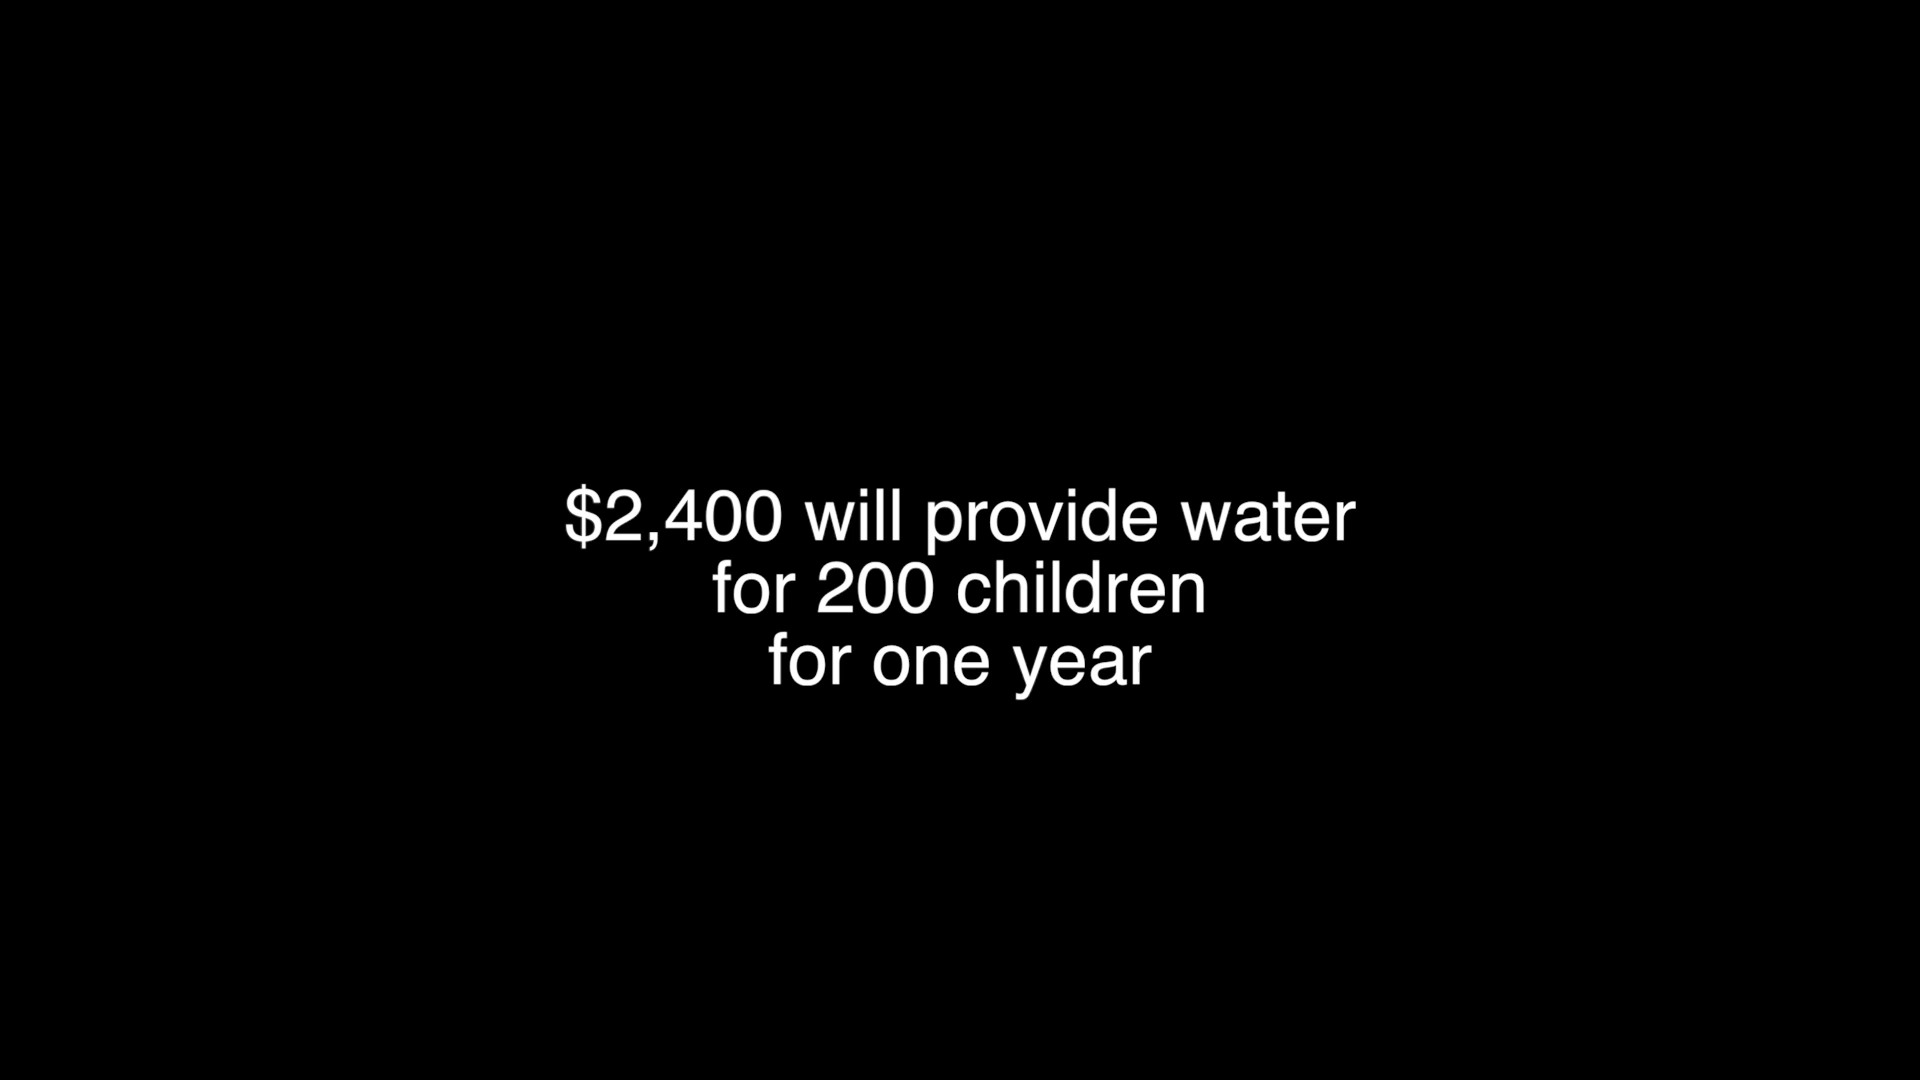 $2,400 will provide water
for 200 children
for one year